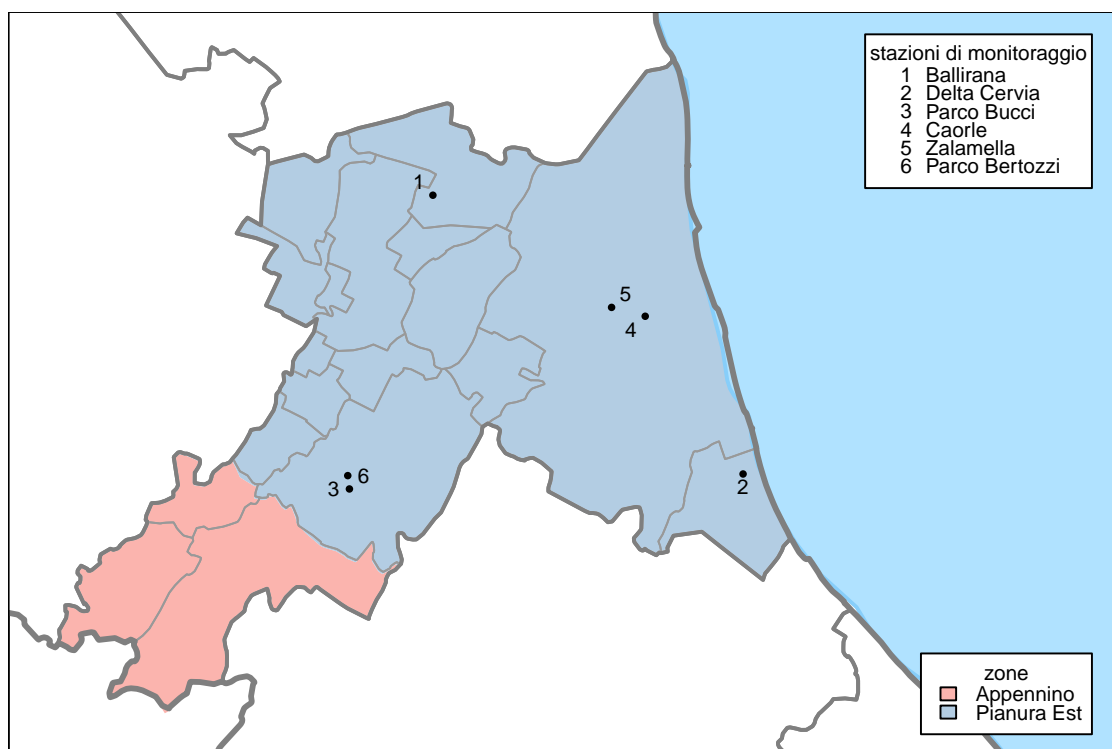 stazioni di monitoraggio
1 Ballirana
2 Delta Cervia
3 Parco Bucci
4 Caorle
5 Zalamella
6 Parco Bertozzi
1
5
4
6
3
2
zone
Appennino
Pianura Est